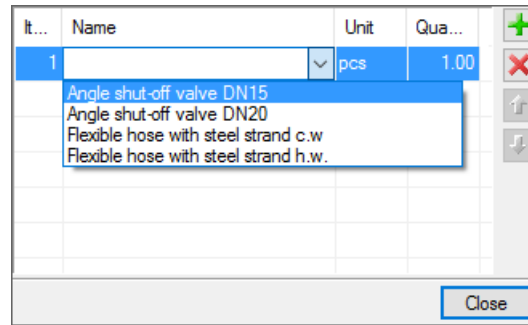 It... Name Unit Qua...
1 pcs 1.00
Angle shut-off valve DN15
Angle shut-off valve DN20
Flexible hose with steel strand c.w
Flexible hose with steel strand h.w.
Close